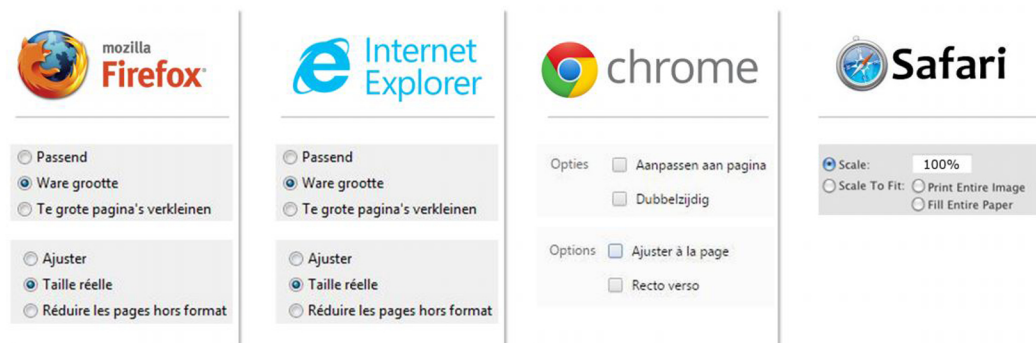 mozilla
Firefox
Passend
Ware grootte
Te grote pagina's verkleinen
Ajuster
Taille réelle
Réduire les pages hors format
Internet
Explorer
Passend
Ware grootte
Te grote pagina's verkleinen
Ajuster
Taille réelle
Réduire les pages hors format
chrome
Opties Aanpassen aan pagina
Dubbelzijdig
Options Ajuster à la page
Recto verso
Safari
Scale: 100%
Scale To Fit: Print Entire Image
Fill Entire Paper